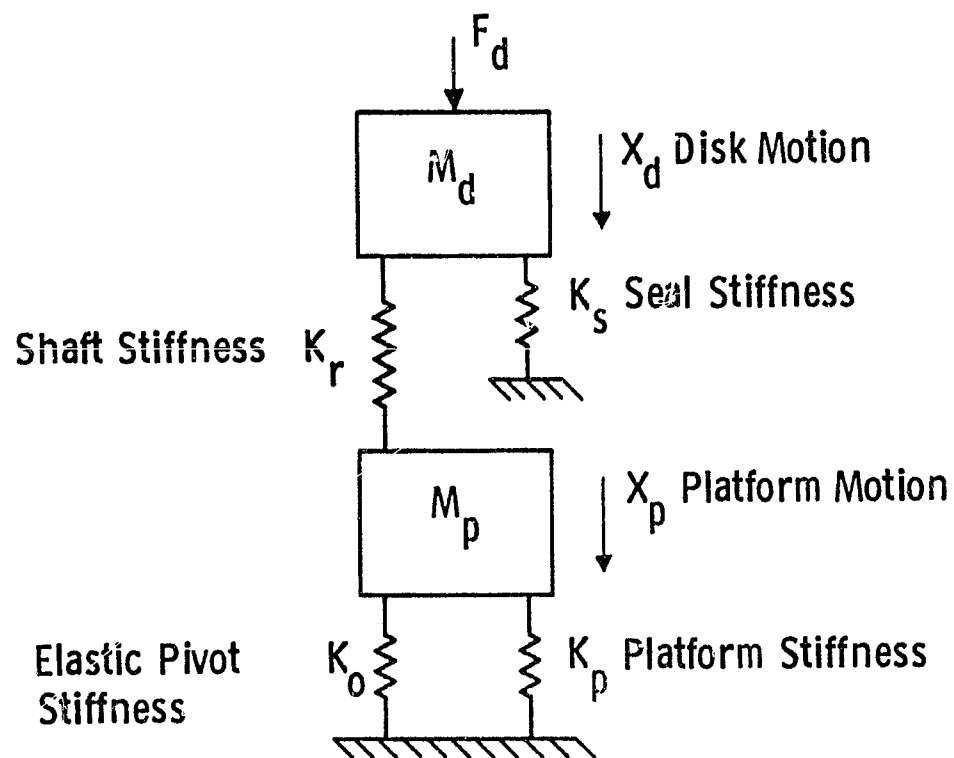 F_d
M_d
X_d Disk Motion
K_s Seal Stiffness
Shaft Stiffness K_r
M_p
X_p Platform Motion
Elastic Pivot
Stiffness
K_o
K_p Platform Stiffness